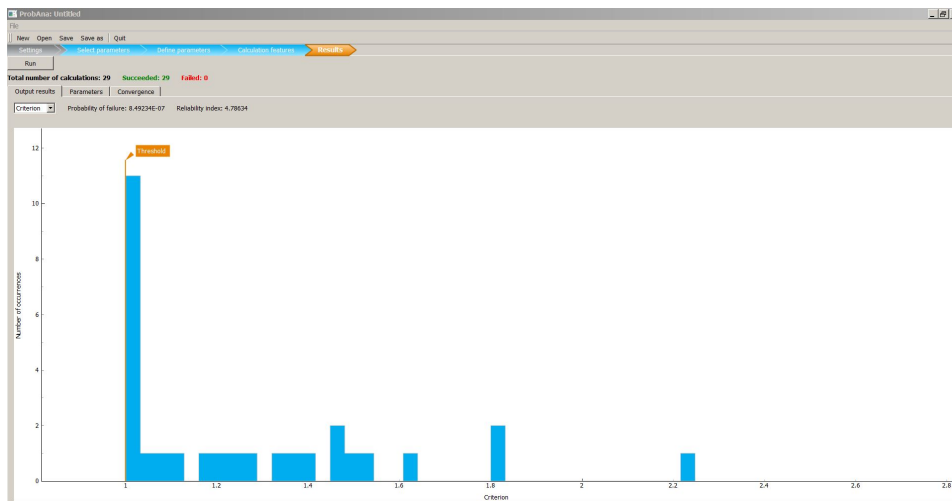 ProbAna: Untitled
File
New Open Save Save as Quit
Settings Select parameters Define parameters Calculation features Results
Run
Total number of calculations: 29 Succeeded: 29 Failed: 0
Output results Parameters Convergence
Criterion Probability of failure: 8.49234E-07 Reliability index: 4.78634
Threshold
12
10
8
6
4
2
0
Number of occurrences
1 1.2 1.4 1.6 1.8 2 2.2 2.4 2.6 2.8
Criterion